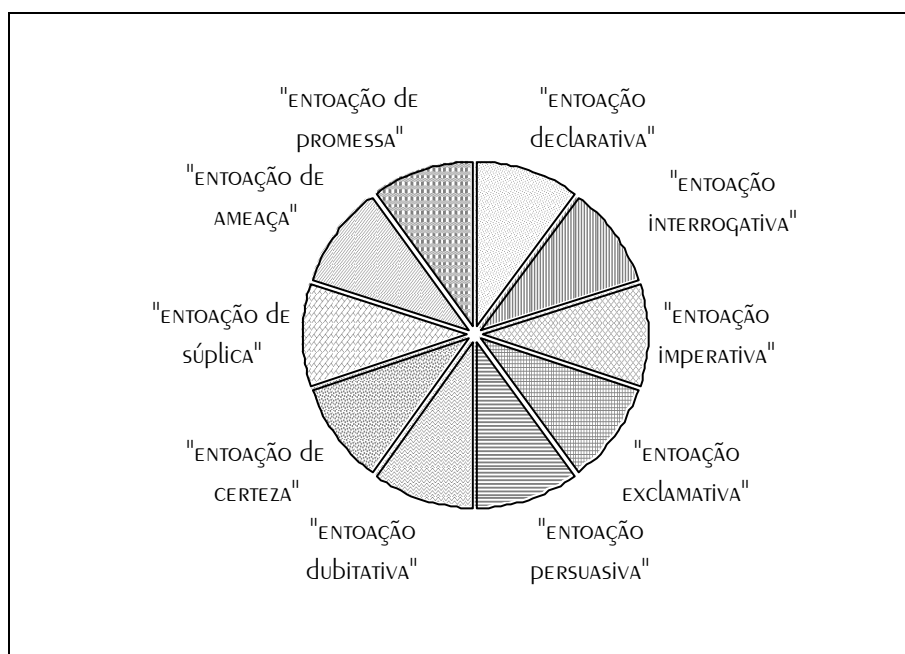 "ENTOAÇÃO
DECLARATIVA"
"ENTOAÇÃO
INTERROGATIVA"
"ENTOAÇÃO
IMPERATIVA"
"ENTOAÇÃO
EXCLAMATIVA"
"ENTOAÇÃO
PERSUASIVA"
"ENTOAÇÃO
DUBITATIVA"
"ENTOAÇÃO DE
CERTEZA"
"ENTOAÇÃO DE
SÚPLICA"
"ENTOAÇÃO DE
AMEAÇA"
"ENTOAÇÃO DE
PROMESSA"